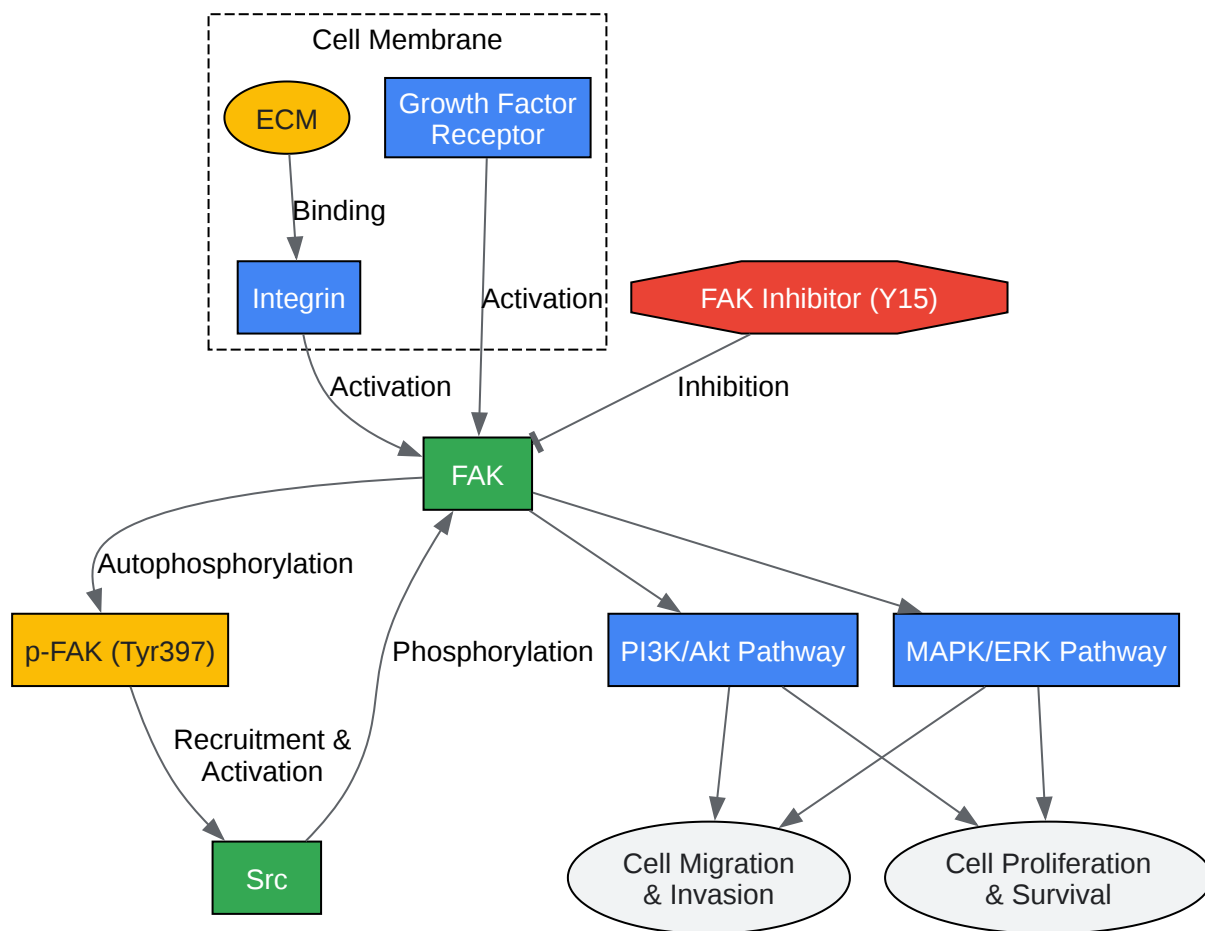 Cell Membrane
ECM
Growth Factor
Receptor
Binding
Integrin
Activation
FAK Inhibitor (Y15)
Activation
Inhibition
FAK
Autophosphorylation
p-FAK (Tyr397)
Phosphorylation
PI3K/Akt Pathway
MAPK/ERK Pathway
Recruitment &
Activation
Src
Cell Migration
& Invasion
Cell Proliferation
& Survival